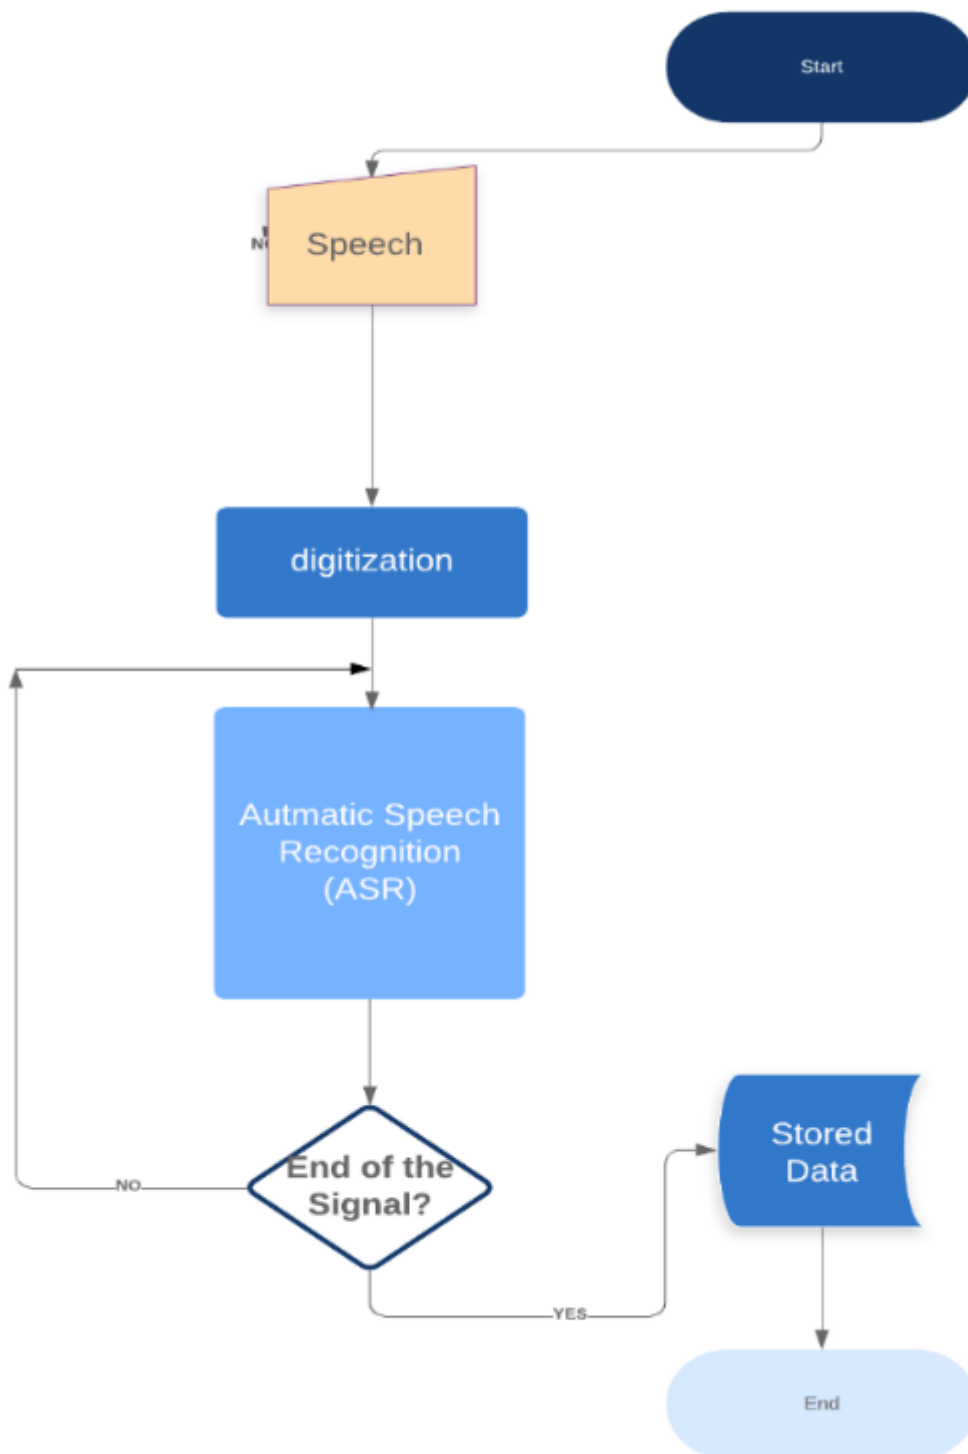 Start
Speech
digitization
Autmatic Speech
Recognition
(ASR)
End of the
Signal?
NO
YES
Stored
Data
End